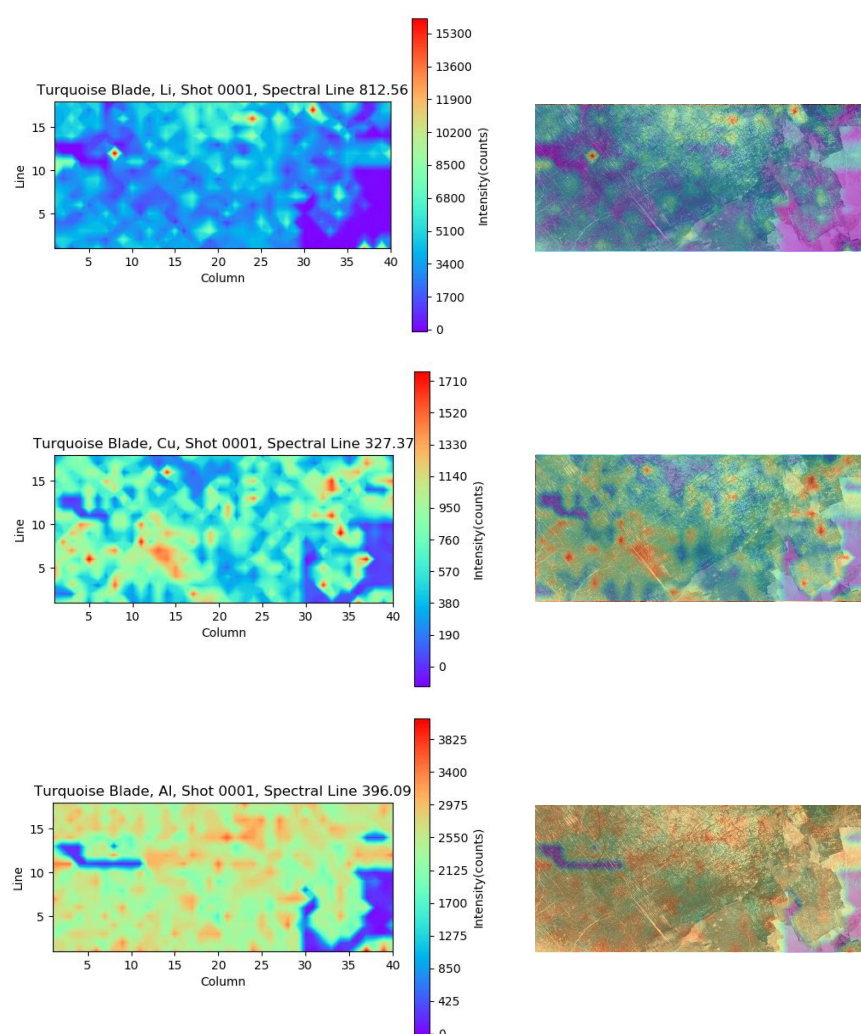 Turquoise Blade, Li, Shot 0001, Spectral Line 812.56
15
10
5
Line
5 10 15 20 25 30 35 40
Column
15300
13600
11900
10200
8500
6800
5100
3400
1700
0
Intensity(counts)
Turquoise Blade, Cu, Shot 0001, Spectral Line 327.37
15
10
5
Line
5 10 15 20 25 30 35 40
Column
1710
1520
1330
1140
950
760
570
380
190
0
Intensity(counts)
Turquoise Blade, Al, Shot 0001, Spectral Line 396.09
15
10
5
Line
5 10 15 20 25 30 35 40
Column
3825
3400
2975
2550
2125
1700
1275
850
425
0
Intensity(counts)